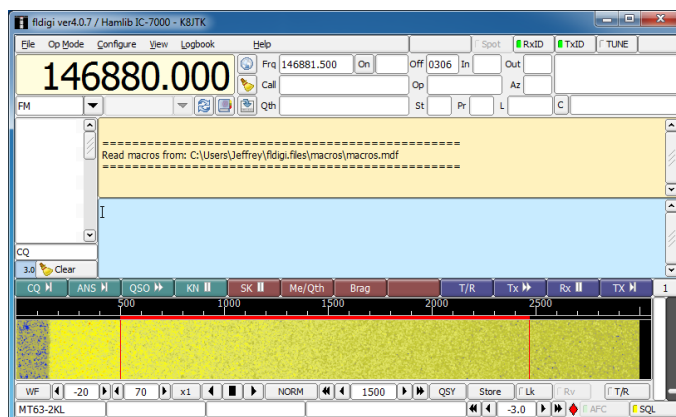 fldigi ver4.0.7 / Hamlib IC-7000 - K8JTK
File Op Mode Configure View Logbook Help Spot RxID TxID TUNE
146880.000 Frq 146881.500 On Off 0306 In Out
Call Op Az
FM Qth St Pr L C
==================================================
Read macros from: C:\Users\Jeffrey\fldigi.files\macros\macros.mdf
==================================================
CQ
3.0 Clear
CQ ANS QSO KN SK Me/Qth Brag T/R Tx Rx TX 1
500 1000 1500 2000 2500
WF -20 70 x1 NORM 1500 QSY Store Lk Rv T/R
MT63-2KL -3.0 AFC SQL